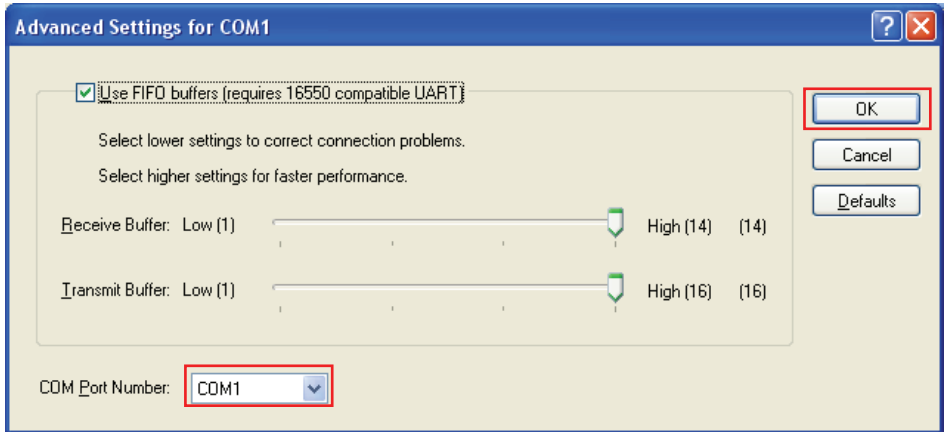 Advanced Settings for COM1
Use FIFO buffers (requires 16550 compatible UART)
OK
Select lower settings to correct connection problems.
Cancel
Select higher settings for faster performance.
Defaults
Receive Buffer: Low (1) High (14) (14)
Transmit Buffer: Low (1) High (16) (16)
COM Port Number: COM1